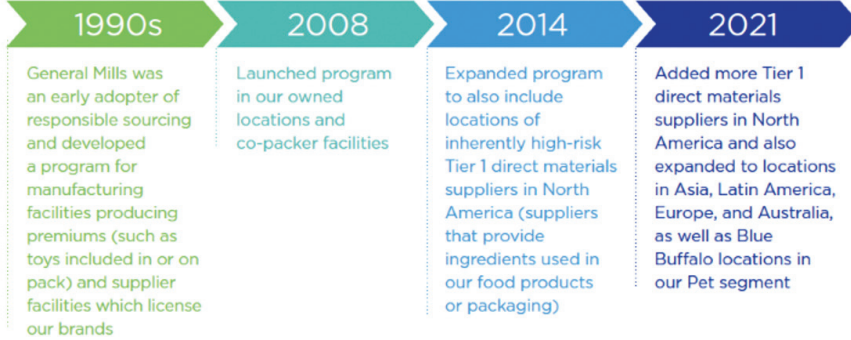 1990s
General Mills was
an early adopter of
responsible sourcing
and developed
a program for
manufacturing
facilities producing
premiums (such as
toys included in or on
pack) and supplier
facilities which license
our brands
2008
Launched program
in our owned
locations and
co-packer facilities
2014
Expanded program
to also include
locations of
inherently high-risk
Tier 1 direct materials
suppliers in North
America (suppliers
that provide
ingredients used in
our food products
or packaging)
2021
Added more Tier 1
direct materials
suppliers in North
America and also
expanded to locations
in Asia, Latin America,
Europe, and Australia,
as well as Blue
Buffalo locations in
our Pet segment